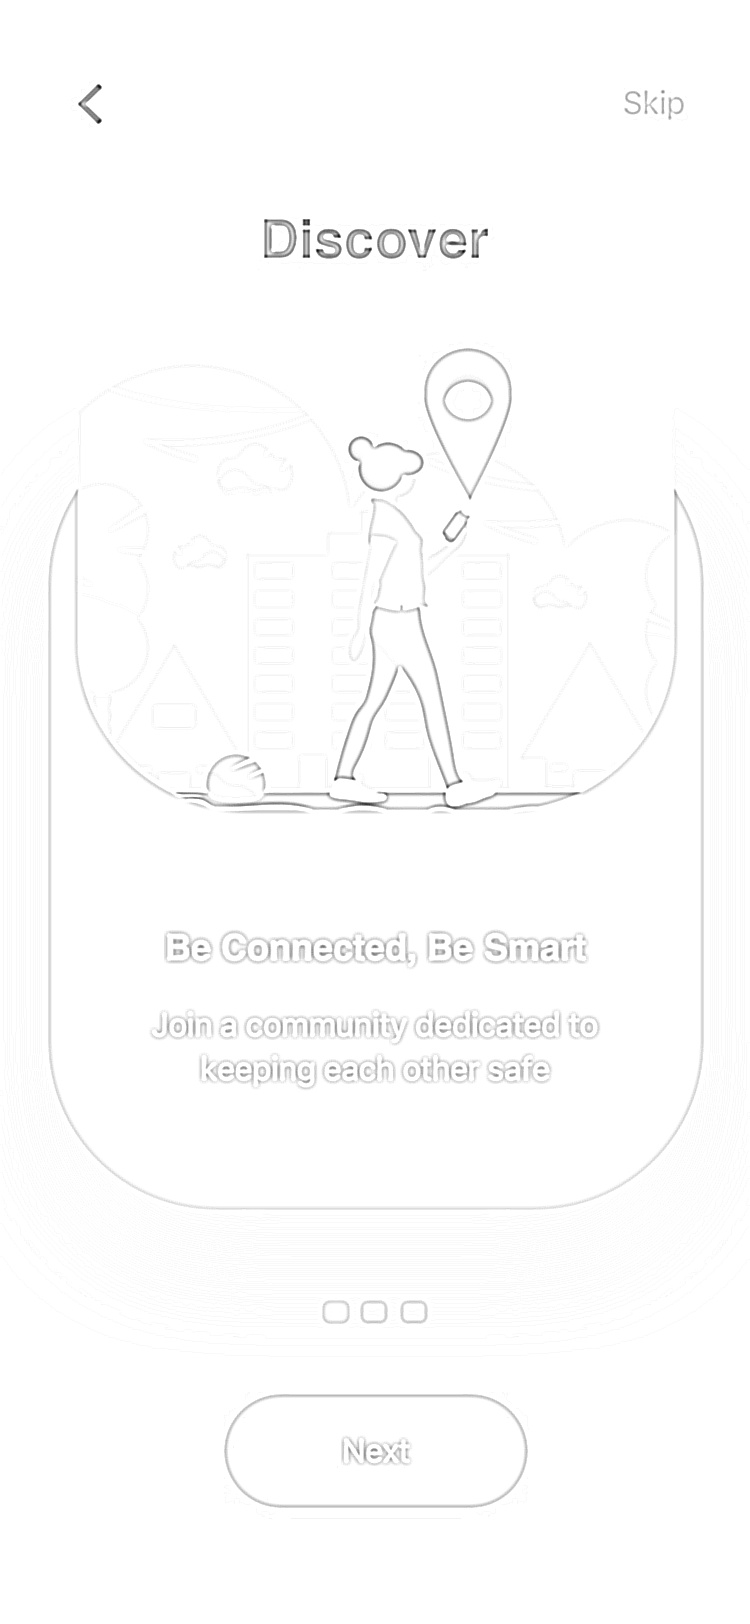 Skip
Discover
Be Connected, Be Smart
Join a community dedicated to
keeping each other safe
Next